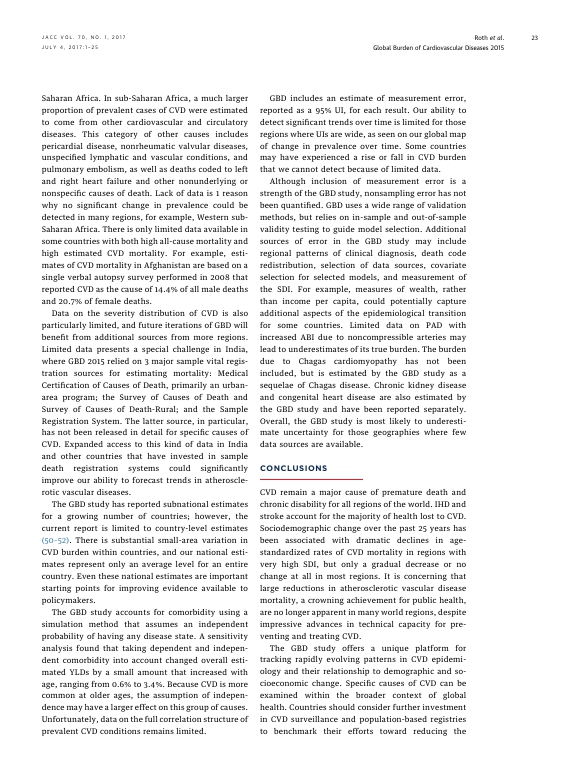 JACC VOL. 70, NO. 1, 2017
JULY 4, 2017:1–25
Roth et al.
Global Burden of Cardiovascular Diseases 2015
23
Saharan Africa. In sub-Saharan Africa, a much larger
proportion of prevalent cases of CVD were estimated
to come from other cardiovascular and circulatory
diseases. This category of other causes includes
pericardial disease, nonrheumatic valvular diseases,
unspecified lymphatic and vascular conditions, and
pulmonary embolism, as well as deaths coded to left
and right heart failure and other nonunderlying or
nonspecific causes of death. Lack of data is 1 reason
why no significant change in prevalence could be
detected in many regions, for example, Western sub-
Saharan Africa. There is only limited data available in
some countries with both high all-cause mortality and
high estimated CVD mortality. For example, esti-
mates of CVD mortality in Afghanistan are based on a
single verbal autopsy survey performed in 2008 that
reported CVD as the cause of 14.4% of all male deaths
and 20.7% of female deaths.
Data on the severity distribution of CVD is also
particularly limited, and future iterations of GBD will
benefit from additional sources from more regions.
Limited data presents a special challenge in India,
where GBD 2015 relied on 3 major sample vital regis-
tration sources for estimating mortality: Medical
Certification of Causes of Death, primarily an urban-
area program; the Survey of Causes of Death and
Survey of Causes of Death-Rural; and the Sample
Registration System. The latter source, in particular,
has not been released in detail for specific causes of
CVD. Expanded access to this kind of data in India
and other countries that have invested in sample
death registration systems could significantly
improve our ability to forecast trends in atheroscle-
rotic vascular diseases.
The GBD study has reported subnational estimates
for a growing number of countries; however, the
current report is limited to country-level estimates
(50–52). There is substantial small-area variation in
CVD burden within countries, and our national esti-
mates represent only an average level for an entire
country. Even these national estimates are important
starting points for improving evidence available to
policymakers.
The GBD study accounts for comorbidity using a
simulation method that assumes an independent
probability of having any disease state. A sensitivity
analysis found that taking dependent and indepen-
dent comorbidity into account changed overall esti-
mated YLDs by a small amount that increased with
age, ranging from 0.6% to 3.4%. Because CVD is more
common at older ages, the assumption of indepen-
dence may have a larger effect on this group of causes.
Unfortunately, data on the full correlation structure of
prevalent CVD conditions remains limited.
GBD includes an estimate of measurement error,
reported as a 95% UI, for each result. Our ability to
detect significant trends over time is limited for those
regions where UIs are wide, as seen on our global map
of change in prevalence over time. Some countries
may have experienced a rise or fall in CVD burden
that we cannot detect because of limited data.
Although inclusion of measurement error is a
strength of the GBD study, nonsampling error has not
been quantified. GBD uses a wide range of validation
methods, but relies on in-sample and out-of-sample
validity testing to guide model selection. Additional
sources of error in the GBD study may include
regional patterns of clinical diagnosis, death code
redistribution, selection of data sources, covariate
selection for selected models, and measurement of
the SDI. For example, measures of wealth, rather
than income per capita, could potentially capture
additional aspects of the epidemiological transition
for some countries. Limited data on PAD with
increased ABI due to noncompressible arteries may
lead to underestimates of its true burden. The burden
due to Chagas cardiomyopathy has not been
included, but is estimated by the GBD study as a
sequelae of Chagas disease. Chronic kidney disease
and congenital heart disease are also estimated by
the GBD study and have been reported separately.
Overall, the GBD study is most likely to underesti-
mate uncertainty for those geographies where few
data sources are available.
CONCLUSIONS
CVD remain a major cause of premature death and
chronic disability for all regions of the world. IHD and
stroke account for the majority of health lost to CVD.
Sociodemographic change over the past 25 years has
been associated with dramatic declines in age-
standardized rates of CVD mortality in regions with
very high SDI, but only a gradual decrease or no
change at all in most regions. It is concerning that
large reductions in atherosclerotic vascular disease
mortality, a crowning achievement for public health,
are no longer apparent in many world regions, despite
impressive advances in technical capacity for pre-
venting and treating CVD.
The GBD study offers a unique platform for
tracking rapidly evolving patterns in CVD epidemi-
ology and their relationship to demographic and so-
cioeconomic change. Specific causes of CVD can be
examined within the broader context of global
health. Countries should consider further investment
in CVD surveillance and population-based registries
to benchmark their efforts toward reducing the